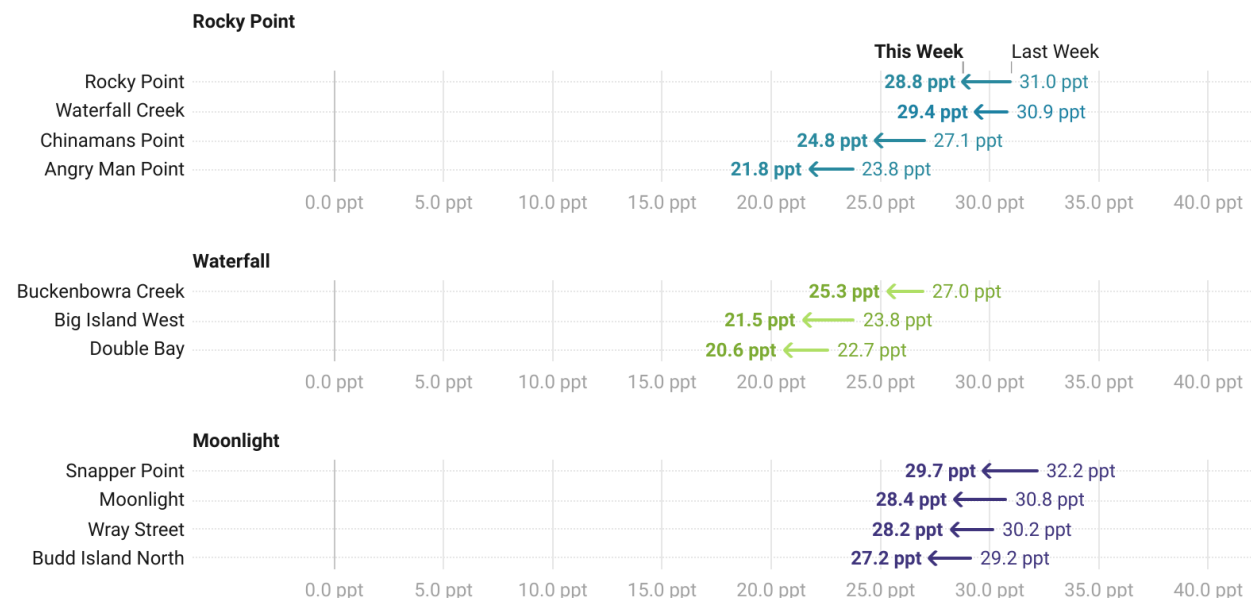 Rocky Point
This Week Last Week
Rocky Point 28.8 ppt 31.0 ppt
Waterfall Creek 29.4 ppt 30.9 ppt
Chinamans Point 24.8 ppt 27.1 ppt
Angry Man Point 21.8 ppt 23.8 ppt
0.0 ppt 5.0 ppt 10.0 ppt 15.0 ppt 20.0 ppt 25.0 ppt 30.0 ppt 35.0 ppt 40.0 ppt
Waterfall
Buckenbowra Creek 25.3 ppt 27.0 ppt
Big Island West 21.5 ppt 23.8 ppt
Double Bay 20.6 ppt 22.7 ppt
0.0 ppt 5.0 ppt 10.0 ppt 15.0 ppt 20.0 ppt 25.0 ppt 30.0 ppt 35.0 ppt 40.0 ppt
Moonlight
Snapper Point 29.7 ppt 32.2 ppt
Moonlight 28.4 ppt 30.8 ppt
Wray Street 28.2 ppt 30.2 ppt
Budd Island North 27.2 ppt 29.2 ppt
0.0 ppt 5.0 ppt 10.0 ppt 15.0 ppt 20.0 ppt 25.0 ppt 30.0 ppt 35.0 ppt 40.0 ppt